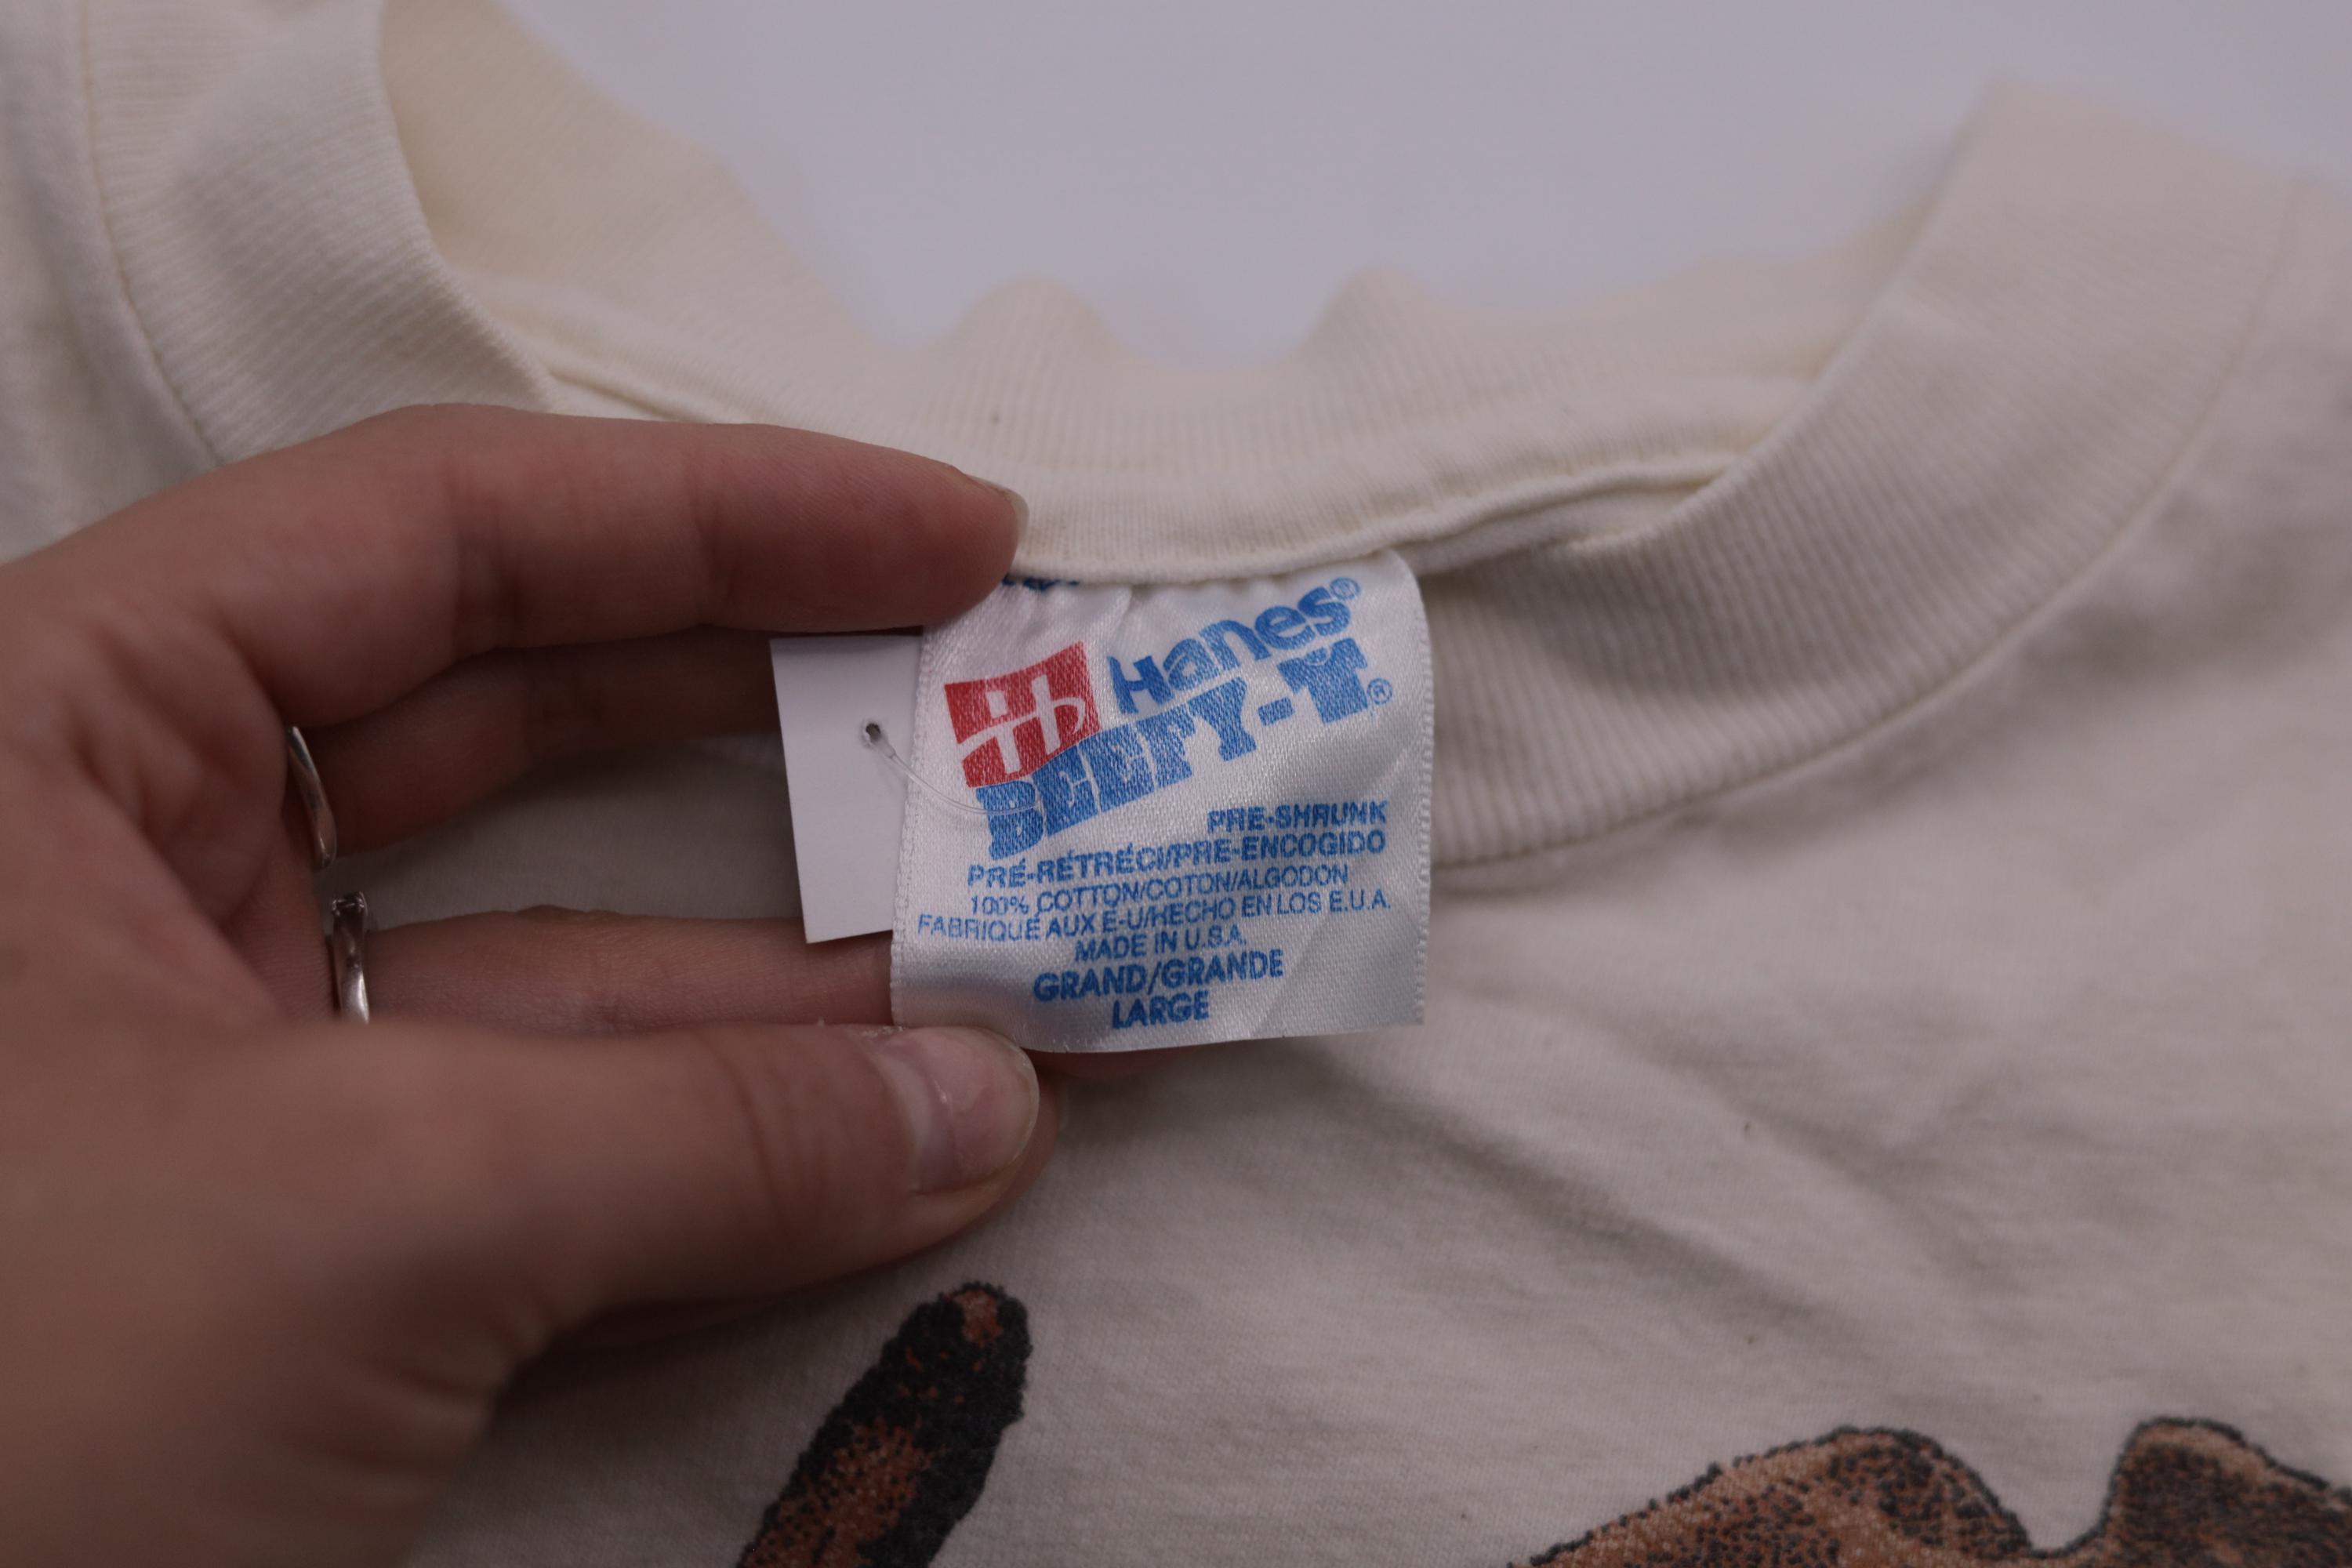 Hanes®
BEEFY-T.®
PRE-SHRUNK
PRÉ-RÉTRÉCI/PRE-ENCOGIDO
100% COTTON/COTON/ALGODON
FABRIQUÉ AUX É-U/HECHO EN LOS E.U.A.
MADE IN U.S.A.
GRAND/GRANDE
LARGE